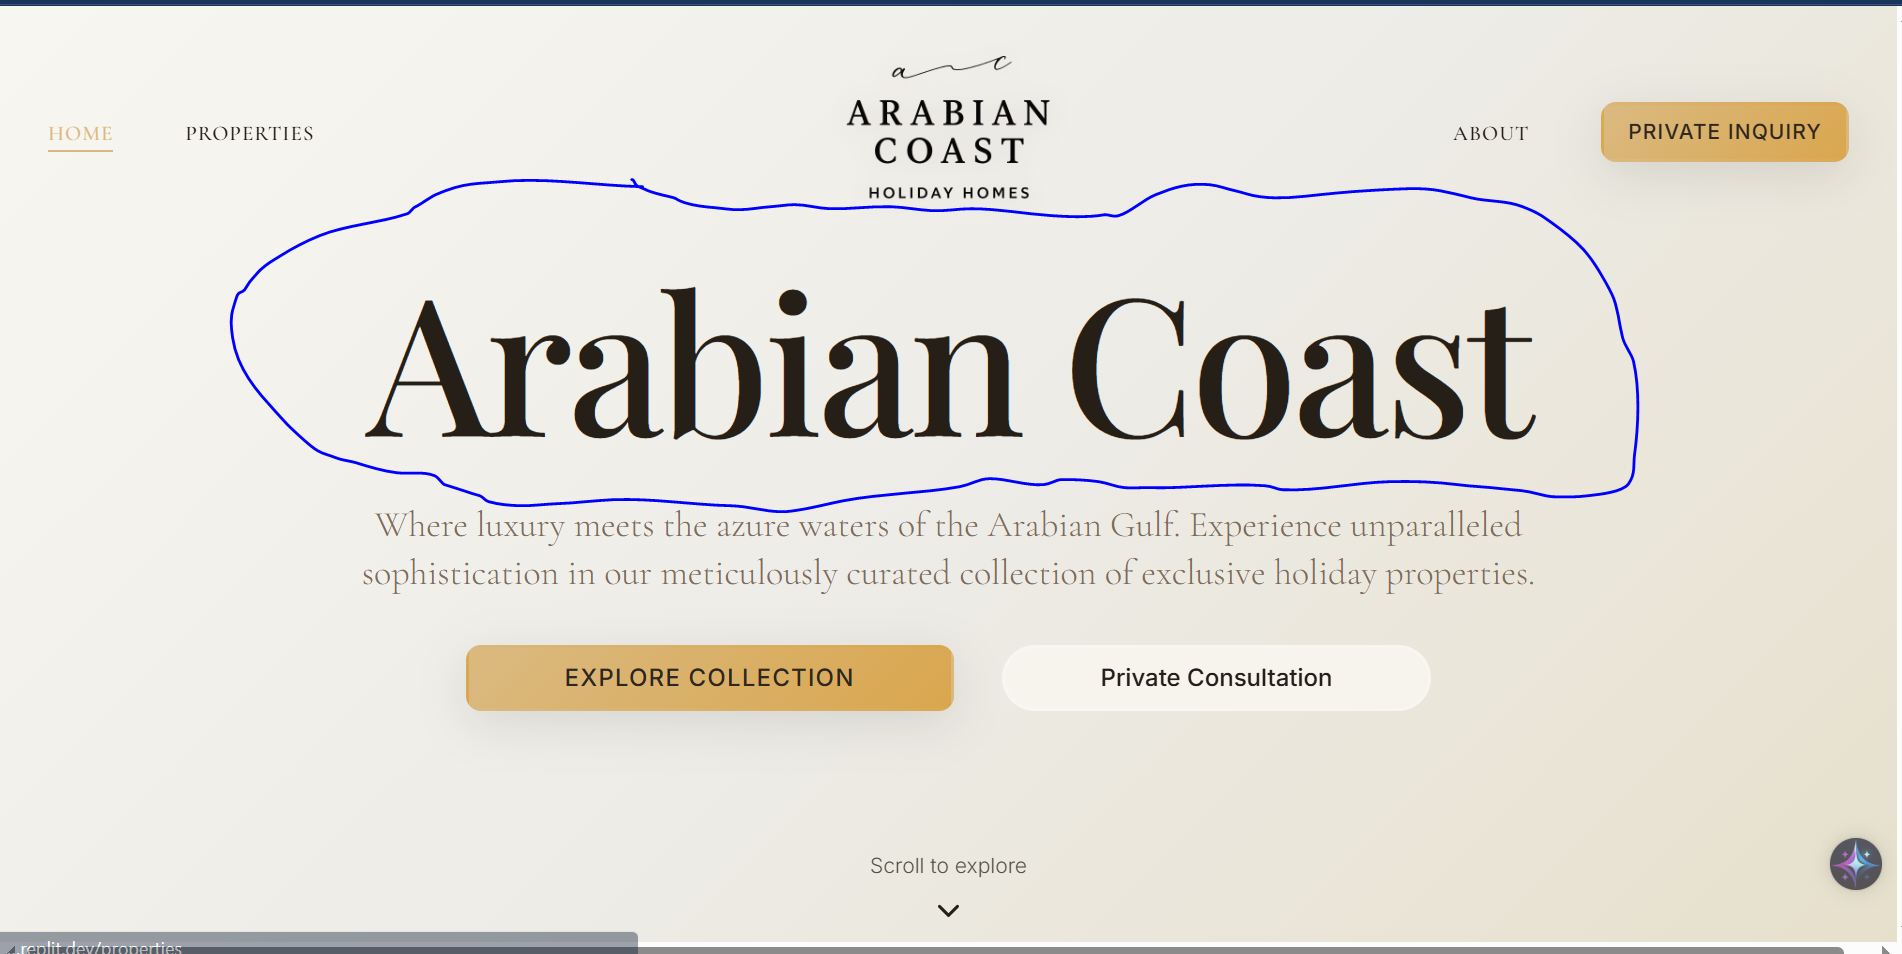 a c
ARABIAN
COAST
HOLIDAY HOMES
HOME PROPERTIES ABOUT PRIVATE INQUIRY
Arabian Coast
Where luxury meets the azure waters of the Arabian Gulf. Experience unparalleled
sophistication in our meticulously curated collection of exclusive holiday properties.
EXPLORE COLLECTION Private Consultation
Scroll to explore
.replit.dev/properties